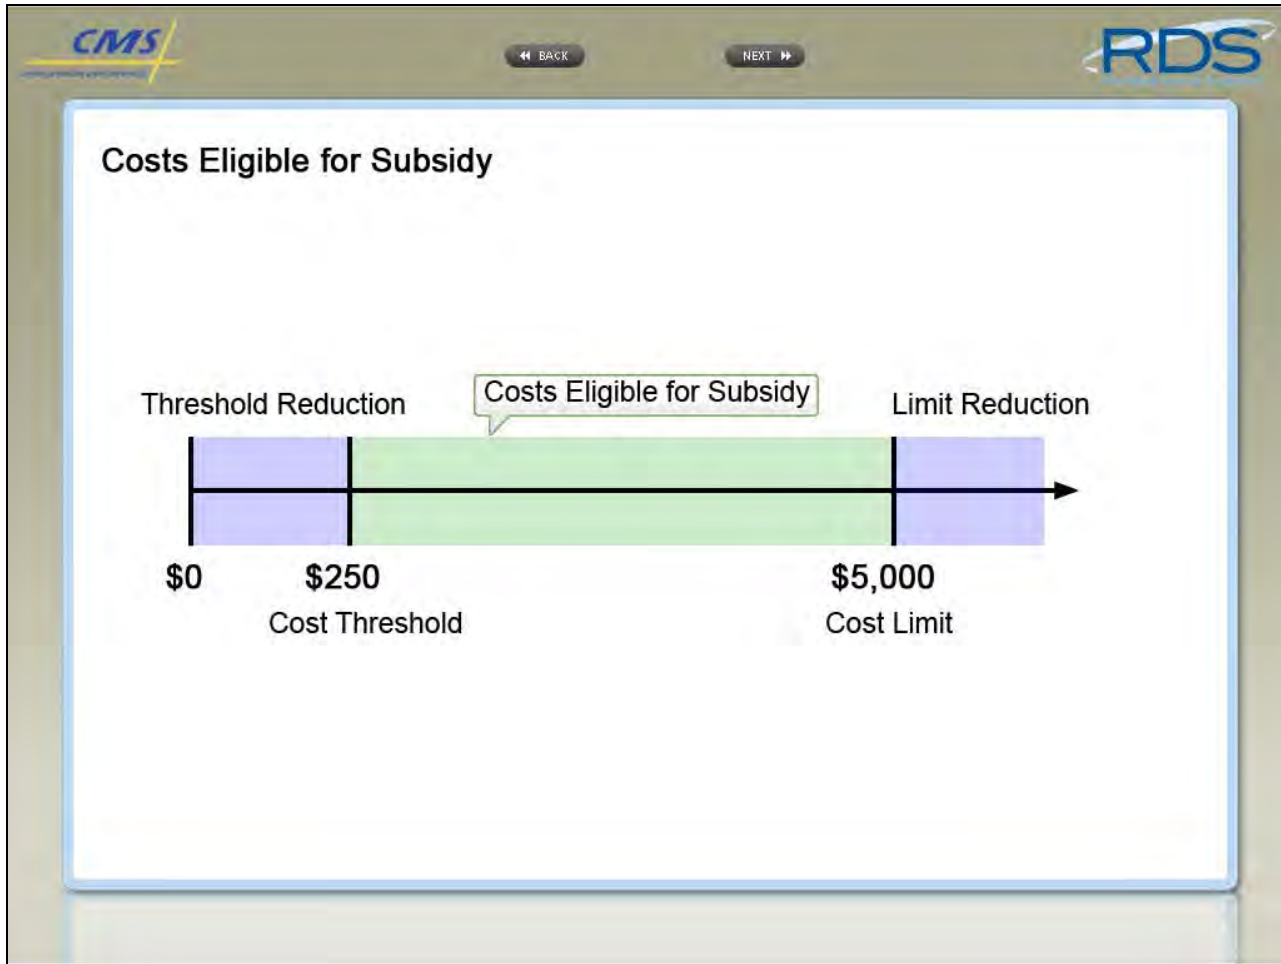 CMS
BACK
NEXT
RDS
Costs Eligible for Subsidy
Threshold Reduction
Costs Eligible for Subsidy
Limit Reduction
$0
$250
$5,000
Cost Threshold
Cost Limit